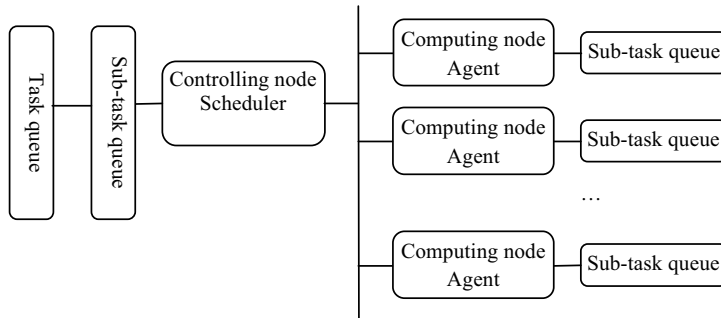 Task queue
Sub-task queue
Controlling node
Scheduler
Computing node
Agent
Sub-task queue
Computing node
Agent
Sub-task queue
...
Computing node
Agent
Sub-task queue